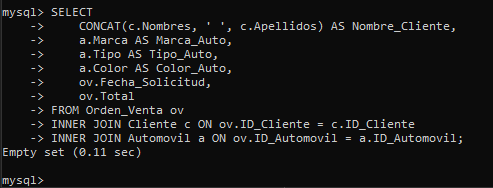 mysql> SELECT
    ->     CONCAT(c.Nombres, ' ', c.Apellidos) AS Nombre_Cliente,
    ->     a.Marca AS Marca_Auto,
    ->     a.Tipo AS Tipo_Auto,
    ->     a.Color AS Color_Auto,
    ->     ov.Fecha_Solicitud,
    ->     ov.Total
    -> FROM Orden_Venta ov
    -> INNER JOIN Cliente c ON ov.ID_Cliente = c.ID_Cliente
    -> INNER JOIN Automovil a ON ov.ID_Automovil = a.ID_Automovil;
Empty set (0.11 sec)
mysql>